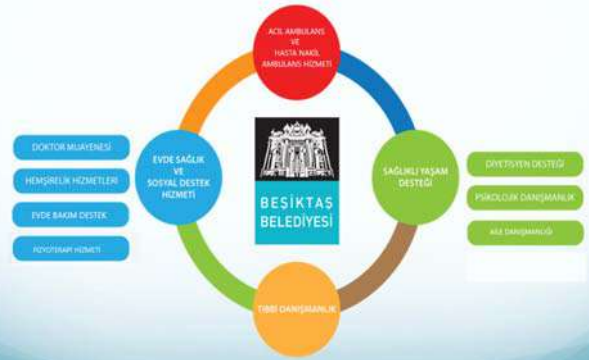 ACİL AMBULANS
VE
HASTA NAKİL
AMBULANS HİZMETİ
DOKTOR MUAYENESİ
HEMŞİRELİK HİZMETLERİ
EVDE BAKIM DESTEK
FİZYOTERAPİ HİZMETİ
EVDE SAĞLIK
VE
SOSYAL DESTEK
HİZMETİ
BEŞİKTAŞ
BELEDİYESİ
SAĞLIKLI YAŞAM
DESTEĞİ
DİYETİSYEN DESTEĞİ
PSİKOLOJİK DANIŞMANLIK
AİLE DANIŞMANLIĞI
TIBBİ DANIŞMANLIK